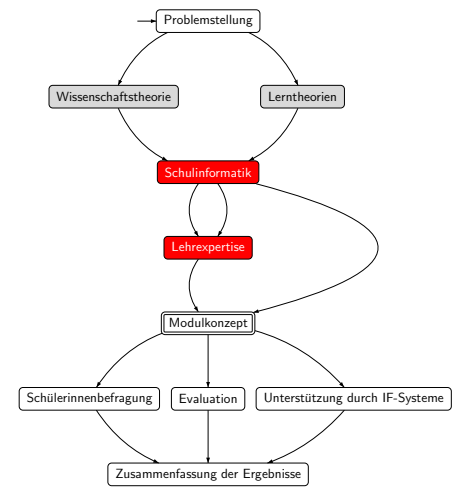 Problemstellung
Wissenschaftstheorie
Lerntheorien
Schulinformatik
Lehrexpertise
Modulkonzept
Schülerinnenbefragung
Evaluation
Unterstützung durch IF-Systeme
Zusammenfassung der Ergebnisse